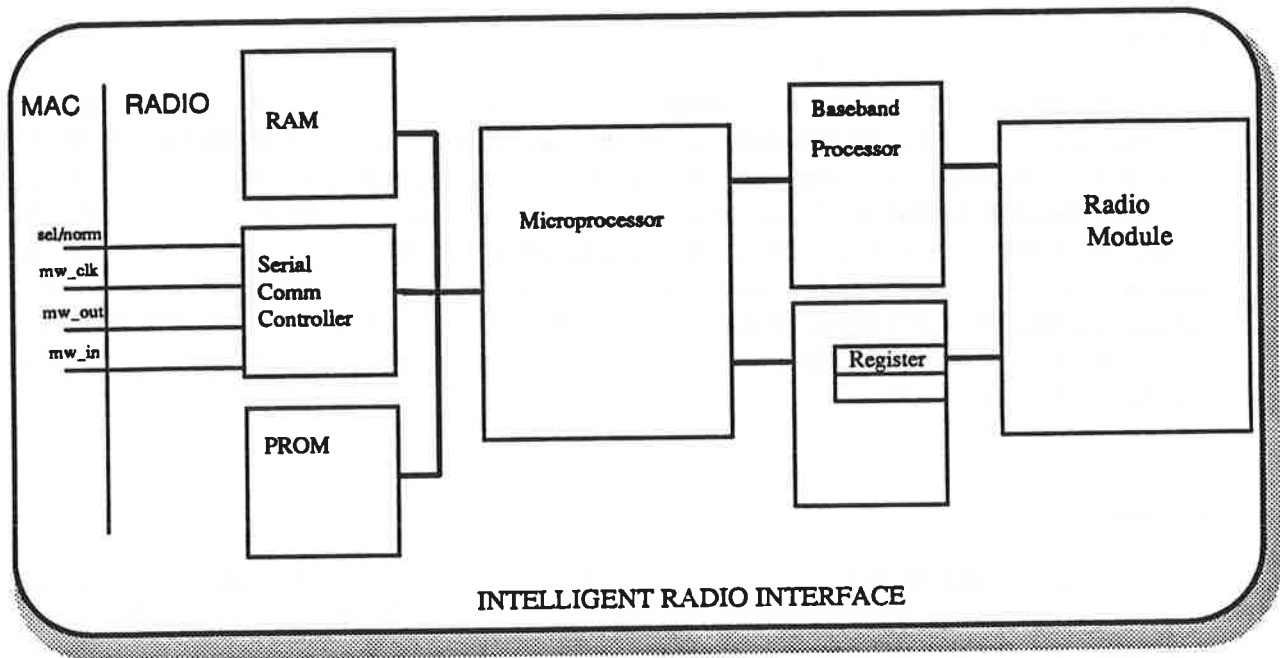 MAC
RADIO
RAM
sel/norm
mw_clk
mw_out
mw_in
Serial
Comm
Controller
PROM
Microprocessor
Baseband
Processor
Register
Radio
Module
INTELLIGENT RADIO INTERFACE